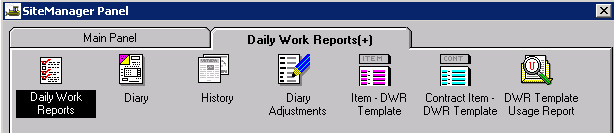 SiteManager Panel
Main Panel
Daily Work Reports(+)
ITEM
CONT
U
Daily Work
Reports
Diary
History
Diary
Adjustments
Item - DWR
Template
Contract Item -
DWR Template
DWR Template
Usage Report